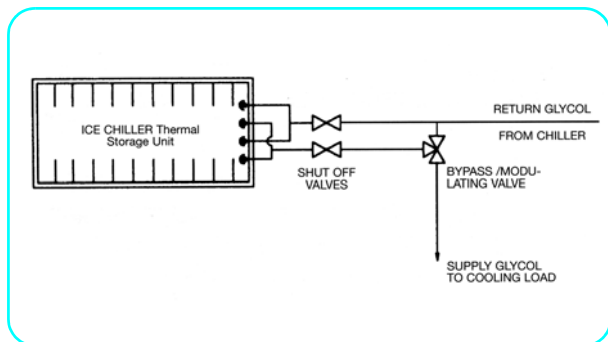 ICE CHILLER Thermal
Storage Unit
SHUT OFF
VALVES
RETURN GLYCOL
FROM CHILLER
BYPASS /MODU-
LATING VALVE
SUPPLY GLYCOL
TO COOLING LOAD